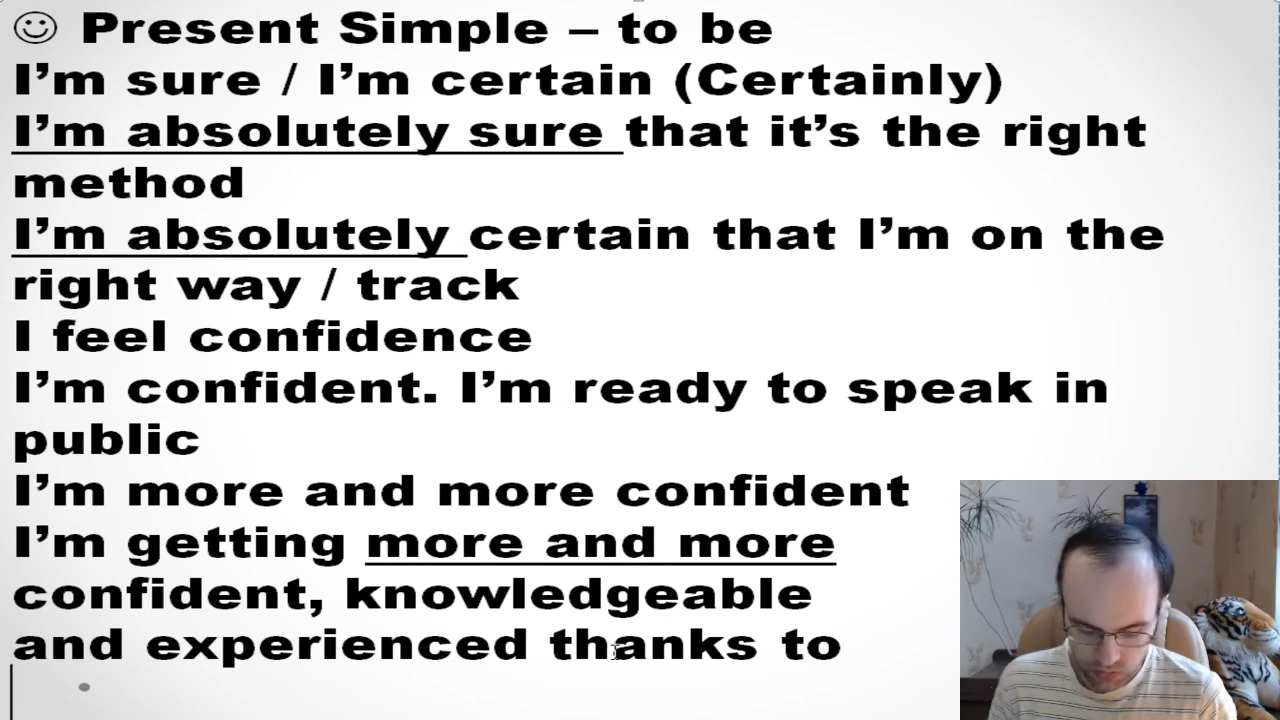 ☺ Present Simple – to be
I’m sure / I’m certain (Certainly)
I’m absolutely sure that it’s the right
method
I’m absolutely certain that I’m on the
right way / track
I feel confidence
I’m confident. I’m ready to speak in
public
I’m more and more confident
I’m getting more and more
confident, knowledgeable
and experienced thanks to